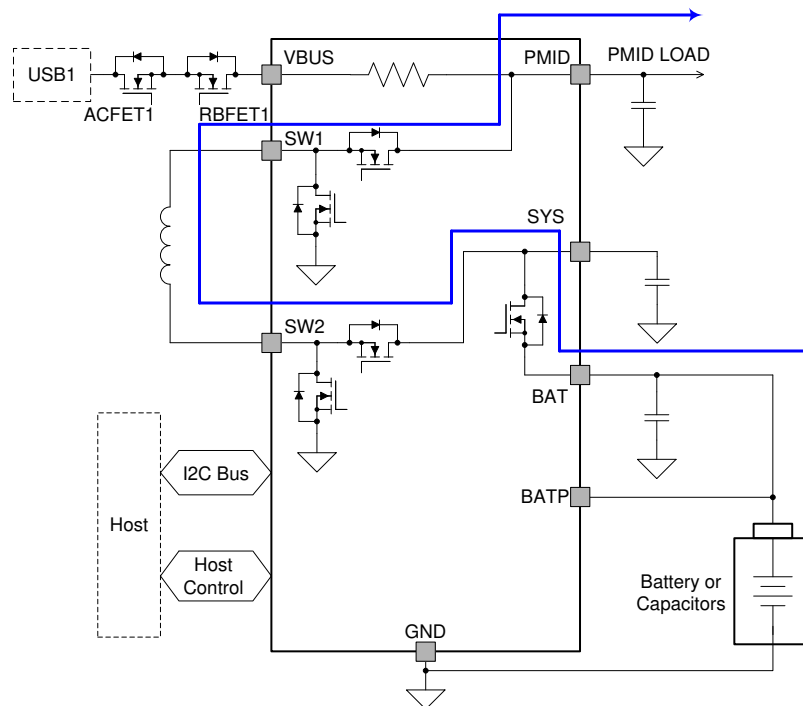 VBUS
PMID
PMID LOAD
USB1
ACFET1
RBFET1
SW1
SYS
SW2
BAT
I2C Bus
BATP
Host
Host
Control
Battery or
Capacitors
GND